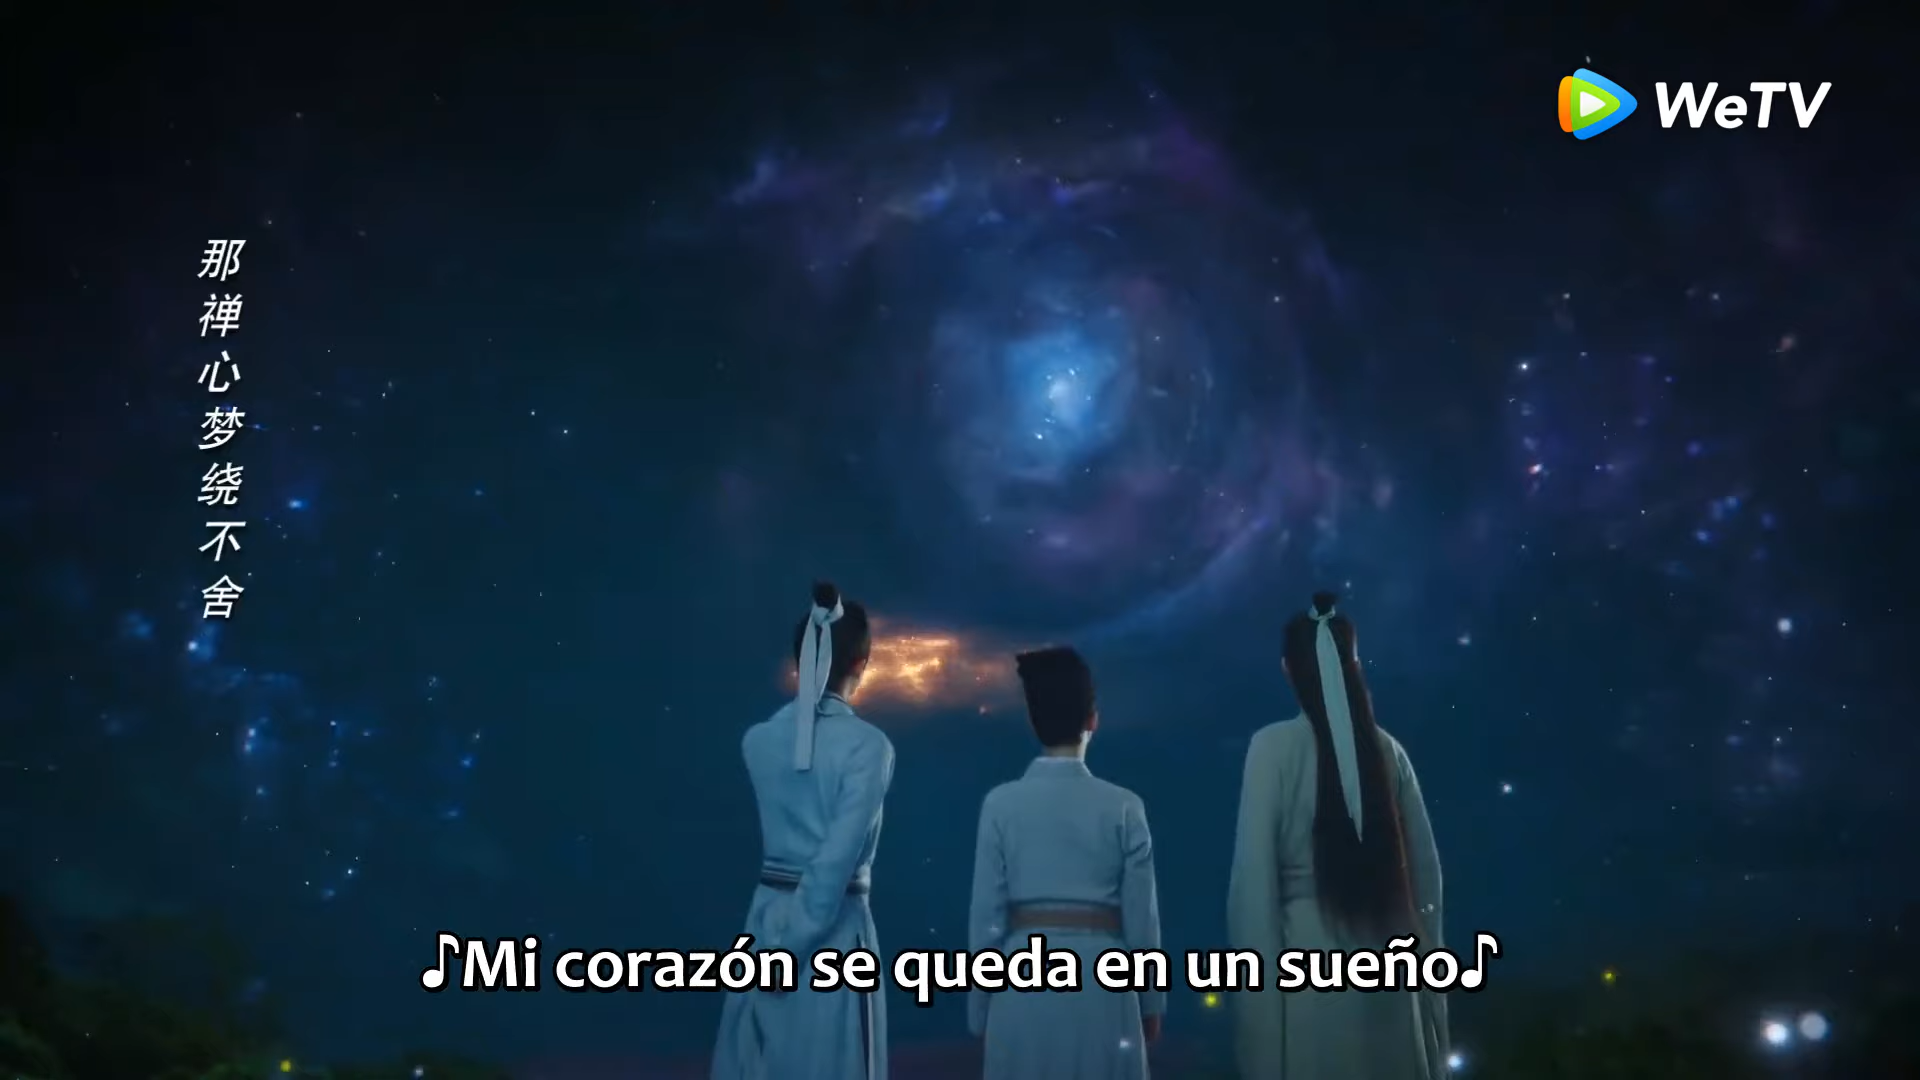 WeTV
那禅心梦绕不舍
♪Mi corazón se queda en un sueño♪